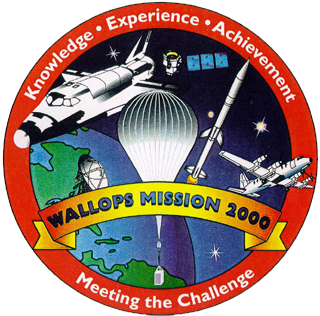 Knowledge • Experience • Achievement
WALLOPS MISSION 2000
Meeting the Challenge